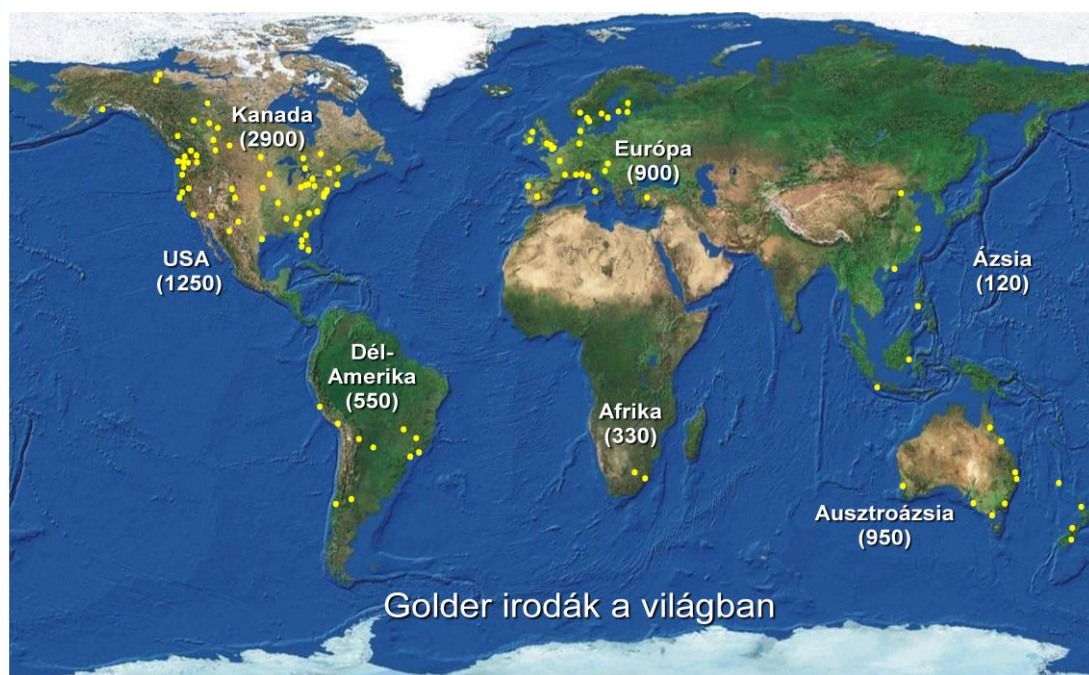 Kanada
(2900)
Európa
(900)
USA
(1250)
Ázsia
(120)
Dél-
Amerika
(550)
Afrika
(330)
Ausztroázsia
(950)
Golder irodák a világban